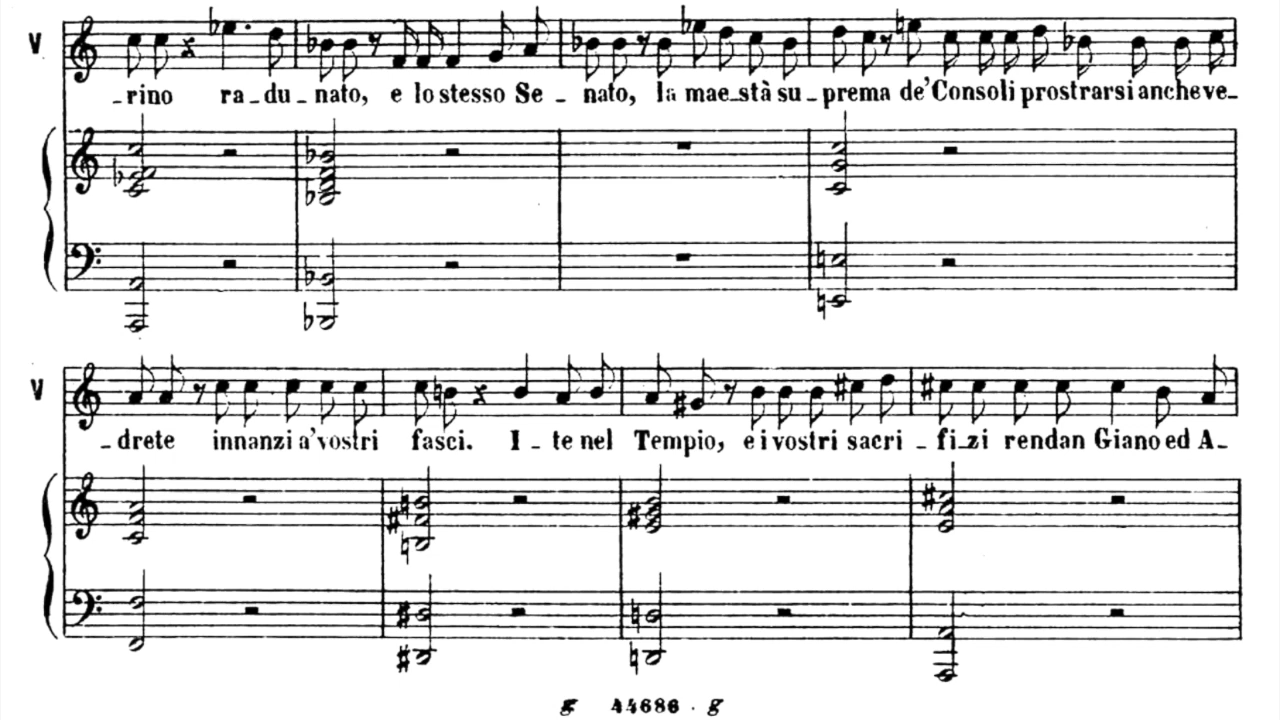 V
_rino ra_du_nato, e lo stesso Se_nato, la mae_stà su_prema de' Consoli prostrarsi anche ve_
V
_drete innanzi a' vostri fasci. I_te nel Tempio, e i vostri sacri_fi_zi rendan Giano ed A_
g 44686 . g